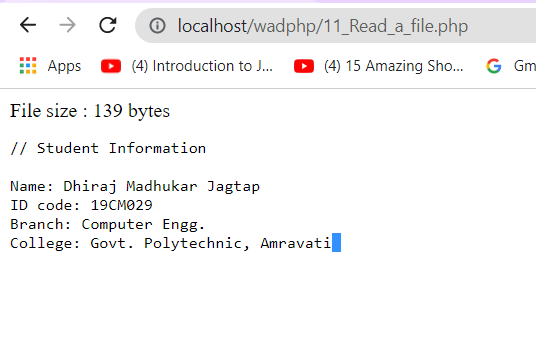 localhost/wadphp/11_Read_a_file.php
Apps (4) Introduction to J... (4) 15 Amazing Sho... Gm
File size : 139 bytes
// Student Information
Name: Dhiraj Madhukar Jagtap
ID code: 19CM029
Branch: Computer Engg.
College: Govt. Polytechnic, Amravati